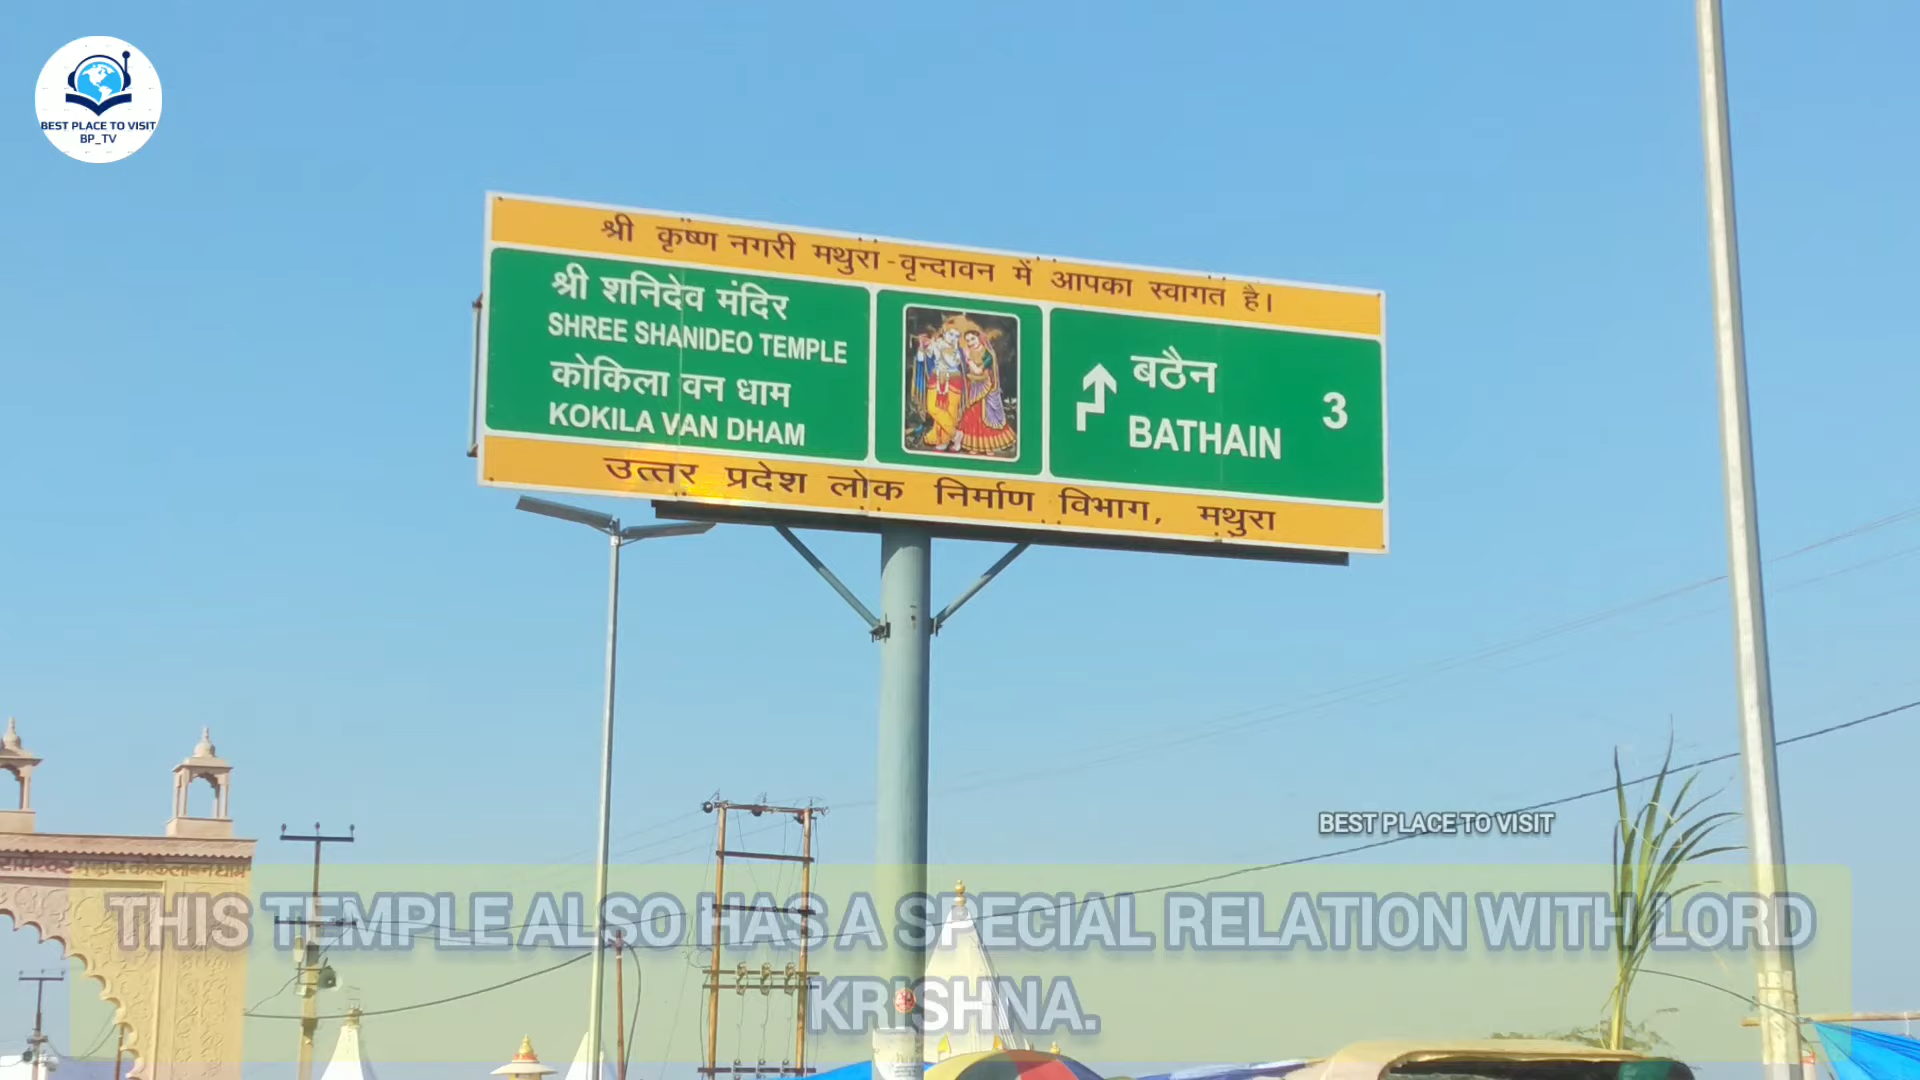 BEST PLACE TO VISIT
BP_TV
श्री कृष्ण नगरी मथुरा-वृन्दावन में आपका स्वागत है।
श्री शनिदेव मंदिर
SHREE SHANIDEO TEMPLE
कोकिला वन धाम
KOKILA VAN DHAM
बठैन
BATHAIN
3
उत्तर प्रदेश लोक निर्माण विभाग, मथुरा
BEST PLACE TO VISIT
THIS TEMPLE ALSO HAS A SPECIAL RELATION WITH LORD
KRISHNA.